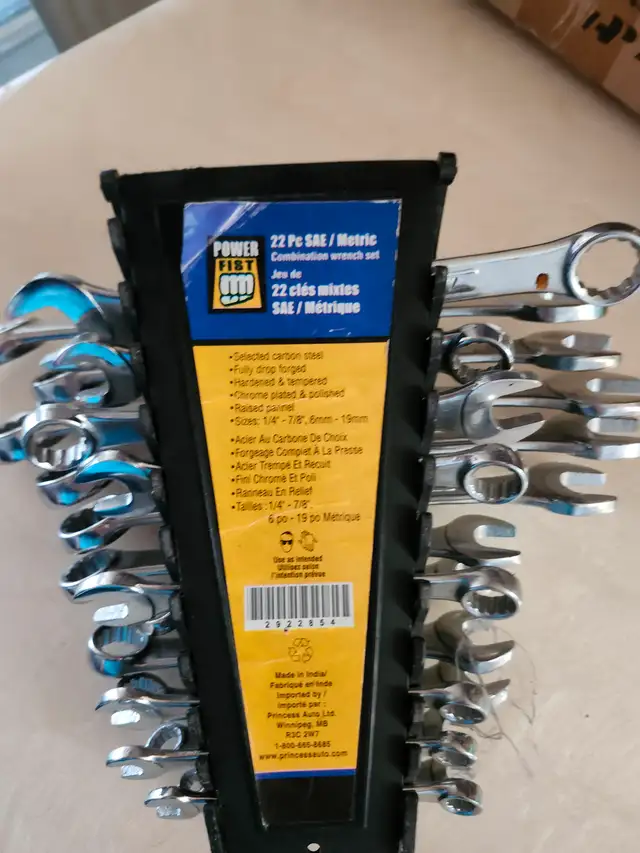 POWER
FIST
22 Pc SAE / Metric
Combination wrench set
Jeu de
22 clés mixtes
SAE / Métrique
•Selected carbon steel
•Fully drop forged
•Hardened & tempered
•Chrome plated & polished
•Raised pannel
•Sizes: 1/4" - 7/8", 6mm - 19mm
•Acier Au Carbone De Choix
•Forgeage Complet À La Presse
•Acier Trempé Et Recuit
•Fini Chromé Et Poli
•Ranneau En Relief
•Tailles : 1/4" - 7/8",
6 po - 19 po Métrique
Use as intended
Utilisez selon
l'intention prévue
2922854
Made in India/
Fabriqué en Inde
Imported by /
Importé par :
Princess Auto Ltd.
Winnipeg, MB
R3C 2W7
1-800-665-8685
www.princessauto.com